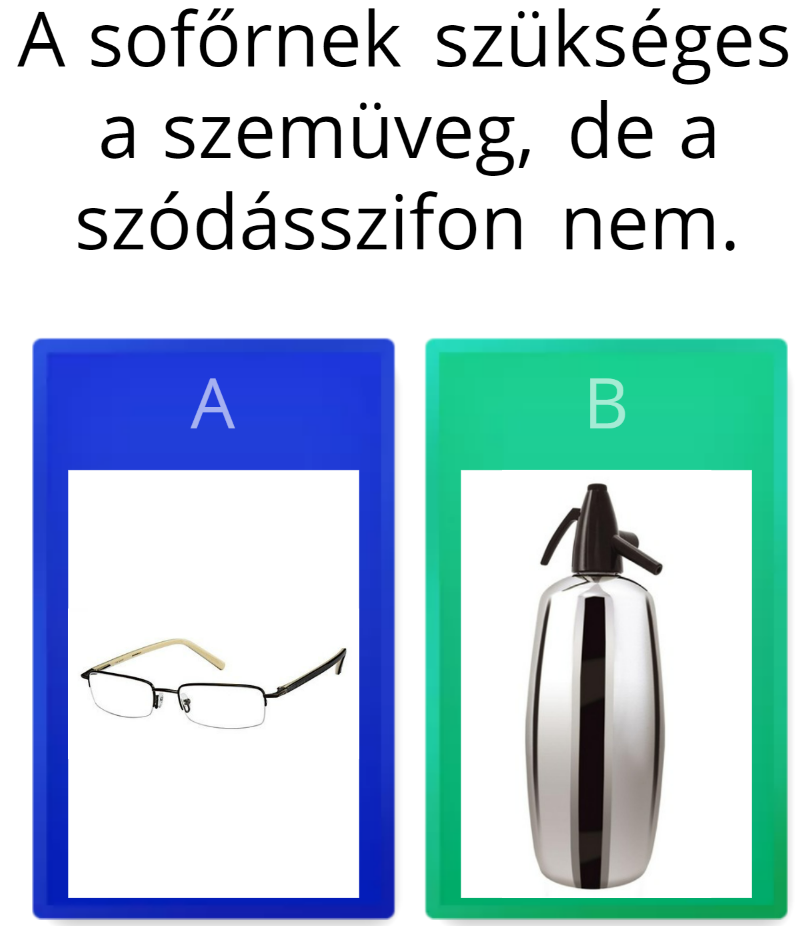 A sofőrnek szükséges
a szemüveg, de a
szódásszifon nem.
A
B